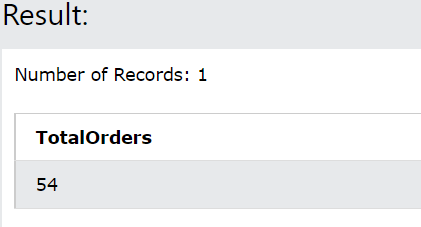 Result:
Number of Records: 1
TotalOrders
54